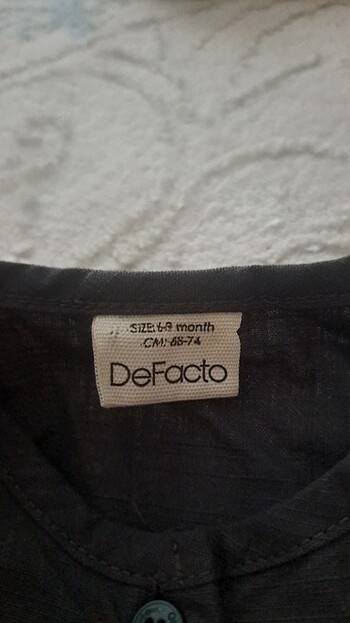 SIZE: 6-9 month
CM: 68-74
DeFacto